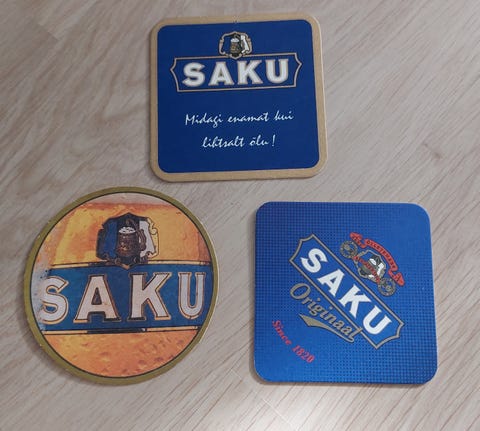 SAKU
Midagi enamat kui
lihtsalt õlu!
SAKU
SAKU
Originaal
Since 1820